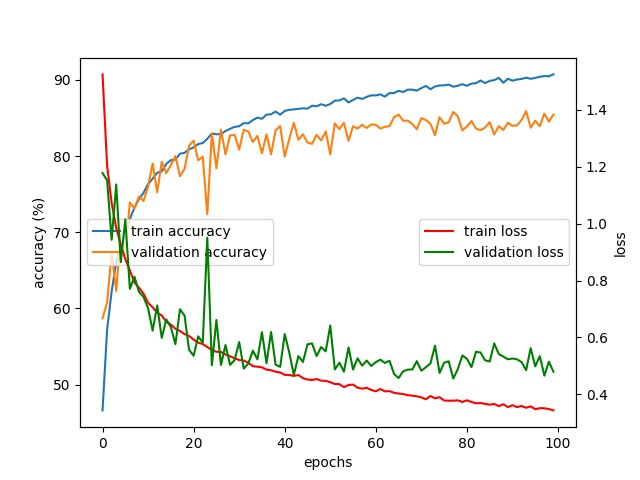 90
80
70
60
50
accuracy (%)
train accuracy
validation accuracy
train loss
validation loss
1.4
1.2
1.0
0.8
0.6
0.4
loss
0 20 40 60 80 100
epochs